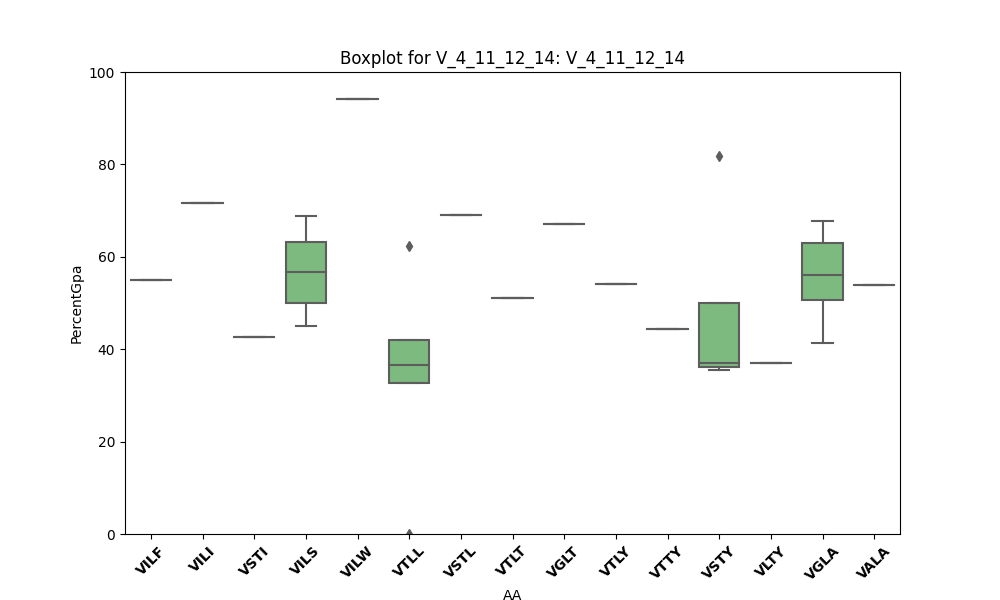 Boxplot for V_4_11_12_14: V_4_11_12_14
100
80
60
40
20
0
PercentGpa
VILF VILI VSTI VILS VILW VTLL VSTL VTLT VGLT VTLY VTTY VSTY VLTY VGLA VALA
AA